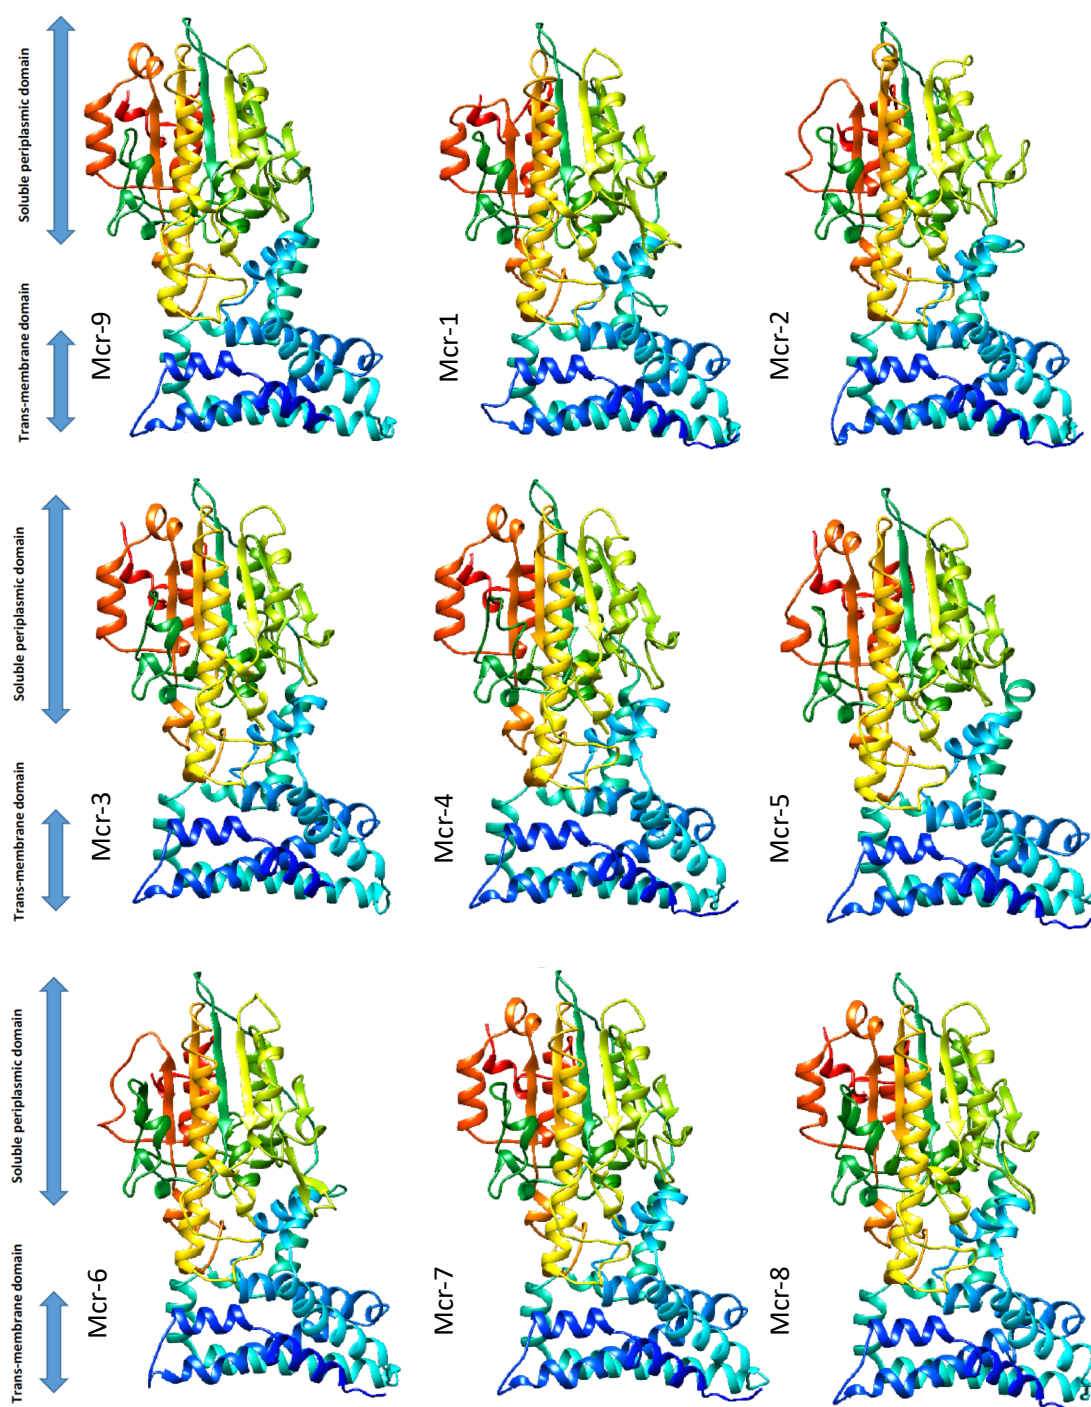 Soluble periplasmic domain
Trans-membrane domain
Mcr-9
Mcr-1
Mcr-2
Soluble periplasmic domain
Trans-membrane domain
Mcr-3
Mcr-4
Mcr-5
Soluble periplasmic domain
Trans-membrane domain
Mcr-6
Mcr-7
Mcr-8